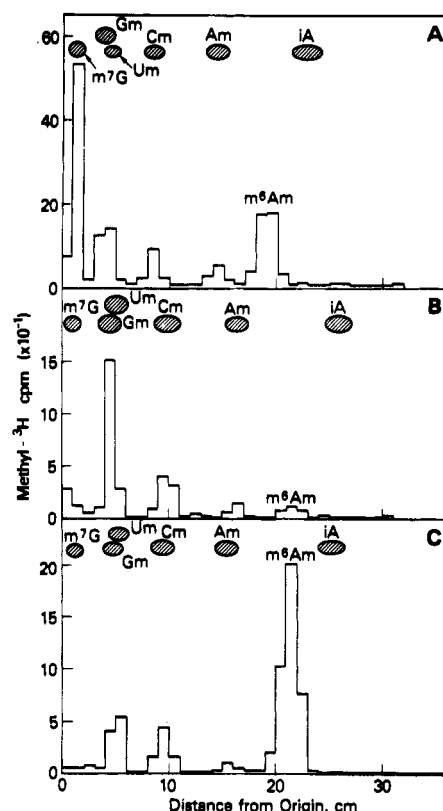 A
Gm
Cm
Am
iA
m⁷G
Um
m⁶Am
60
40
20
0
B
m⁷G
Um
Gm
Cm
Am
iA
m⁶Am
15
10
5
0
C
m⁷G
Um
Gm
Cm
Am
iA
m⁶Am
20
15
10
5
0
Methyl - ³H cpm (x10⁻¹)
0 10 20 30
Distance from Origin, cm